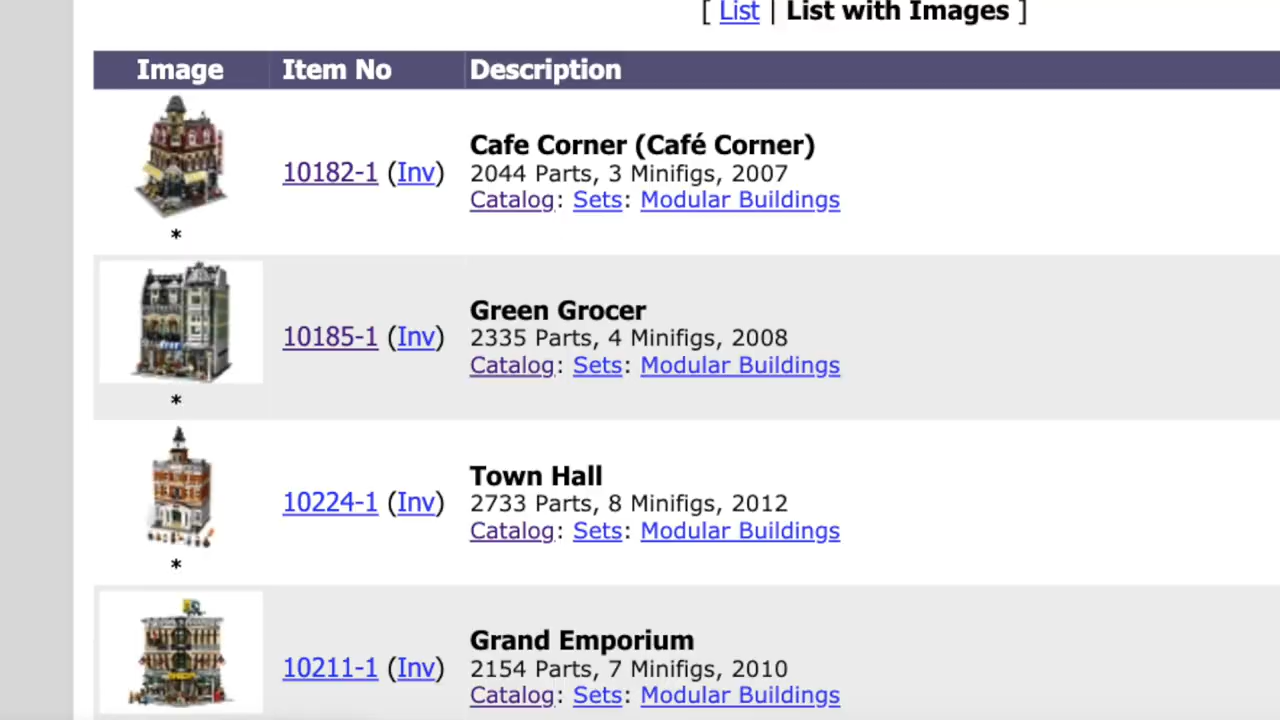 [ List | List with Images ]
Image Item No Description
Cafe Corner (Café Corner)
10182-1 (Inv)
2044 Parts, 3 Minifigs, 2007
Catalog: Sets: Modular Buildings
*
Green Grocer
10185-1 (Inv)
2335 Parts, 4 Minifigs, 2008
Catalog: Sets: Modular Buildings
*
Town Hall
10224-1 (Inv)
2733 Parts, 8 Minifigs, 2012
Catalog: Sets: Modular Buildings
*
Grand Emporium
10211-1 (Inv)
2154 Parts, 7 Minifigs, 2010
Catalog: Sets: Modular Buildings